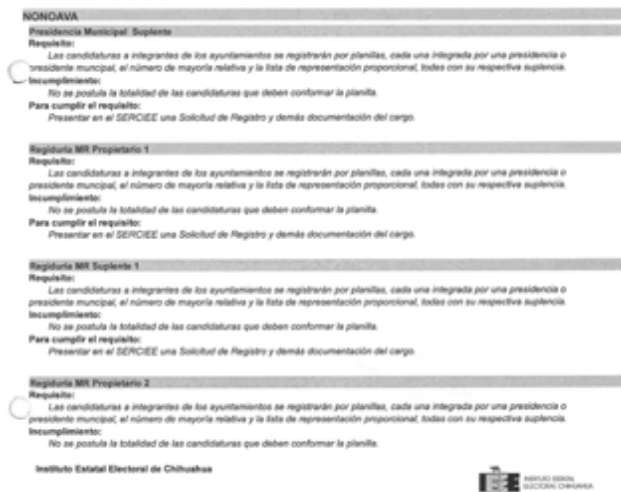 NONOAVA
Presidencia Municipal Suplente
Requisito:
Las candidaturas a integrantes de los ayuntamientos se registrarán por planillas, cada una integrada por una presidencia o
presidente muncipal, el número de mayoría relativa y la lista de representación proporcional, todas con su respectiva suplencia.
Incumplimiento:
No se postula la totalidad de las candidaturas que deben conformar la planilla.
Para cumplir el requisito:
Presentar en el SERCIEE una Solicitud de Registro y demás documentación del cargo.
Regiduría MR Propietario 1
Requisito:
Las candidaturas a integrantes de los ayuntamientos se registrarán por planillas, cada una integrada por una presidencia o
presidente muncipal, el número de mayoría relativa y la lista de representación proporcional, todas con su respectiva suplencia.
Incumplimiento:
No se postula la totalidad de las candidaturas que deben conformar la planilla.
Para cumplir el requisito:
Presentar en el SERCIEE una Solicitud de Registro y demás documentación del cargo.
Regiduría MR Suplente 1
Requisito:
Las candidaturas a integrantes de los ayuntamientos se registrarán por planillas, cada una integrada por una presidencia o
presidente muncipal, el número de mayoría relativa y la lista de representación proporcional, todas con su respectiva suplencia.
Incumplimiento:
No se postula la totalidad de las candidaturas que deben conformar la planilla.
Para cumplir el requisito:
Presentar en el SERCIEE una Solicitud de Registro y demás documentación del cargo.
Regiduría MR Propietario 2
Requisito:
Las candidaturas a integrantes de los ayuntamientos se registrarán por planillas, cada una integrada por una presidencia o
presidente muncipal, el número de mayoría relativa y la lista de representación proporcional, todas con su respectiva suplencia.
Incumplimiento:
No se postula la totalidad de las candidaturas que deben conformar la planilla.
Instituto Estatal Electoral de Chihuahua
IEE
INSTITUTO ESTATAL
ELECTORAL CHIHUAHUA